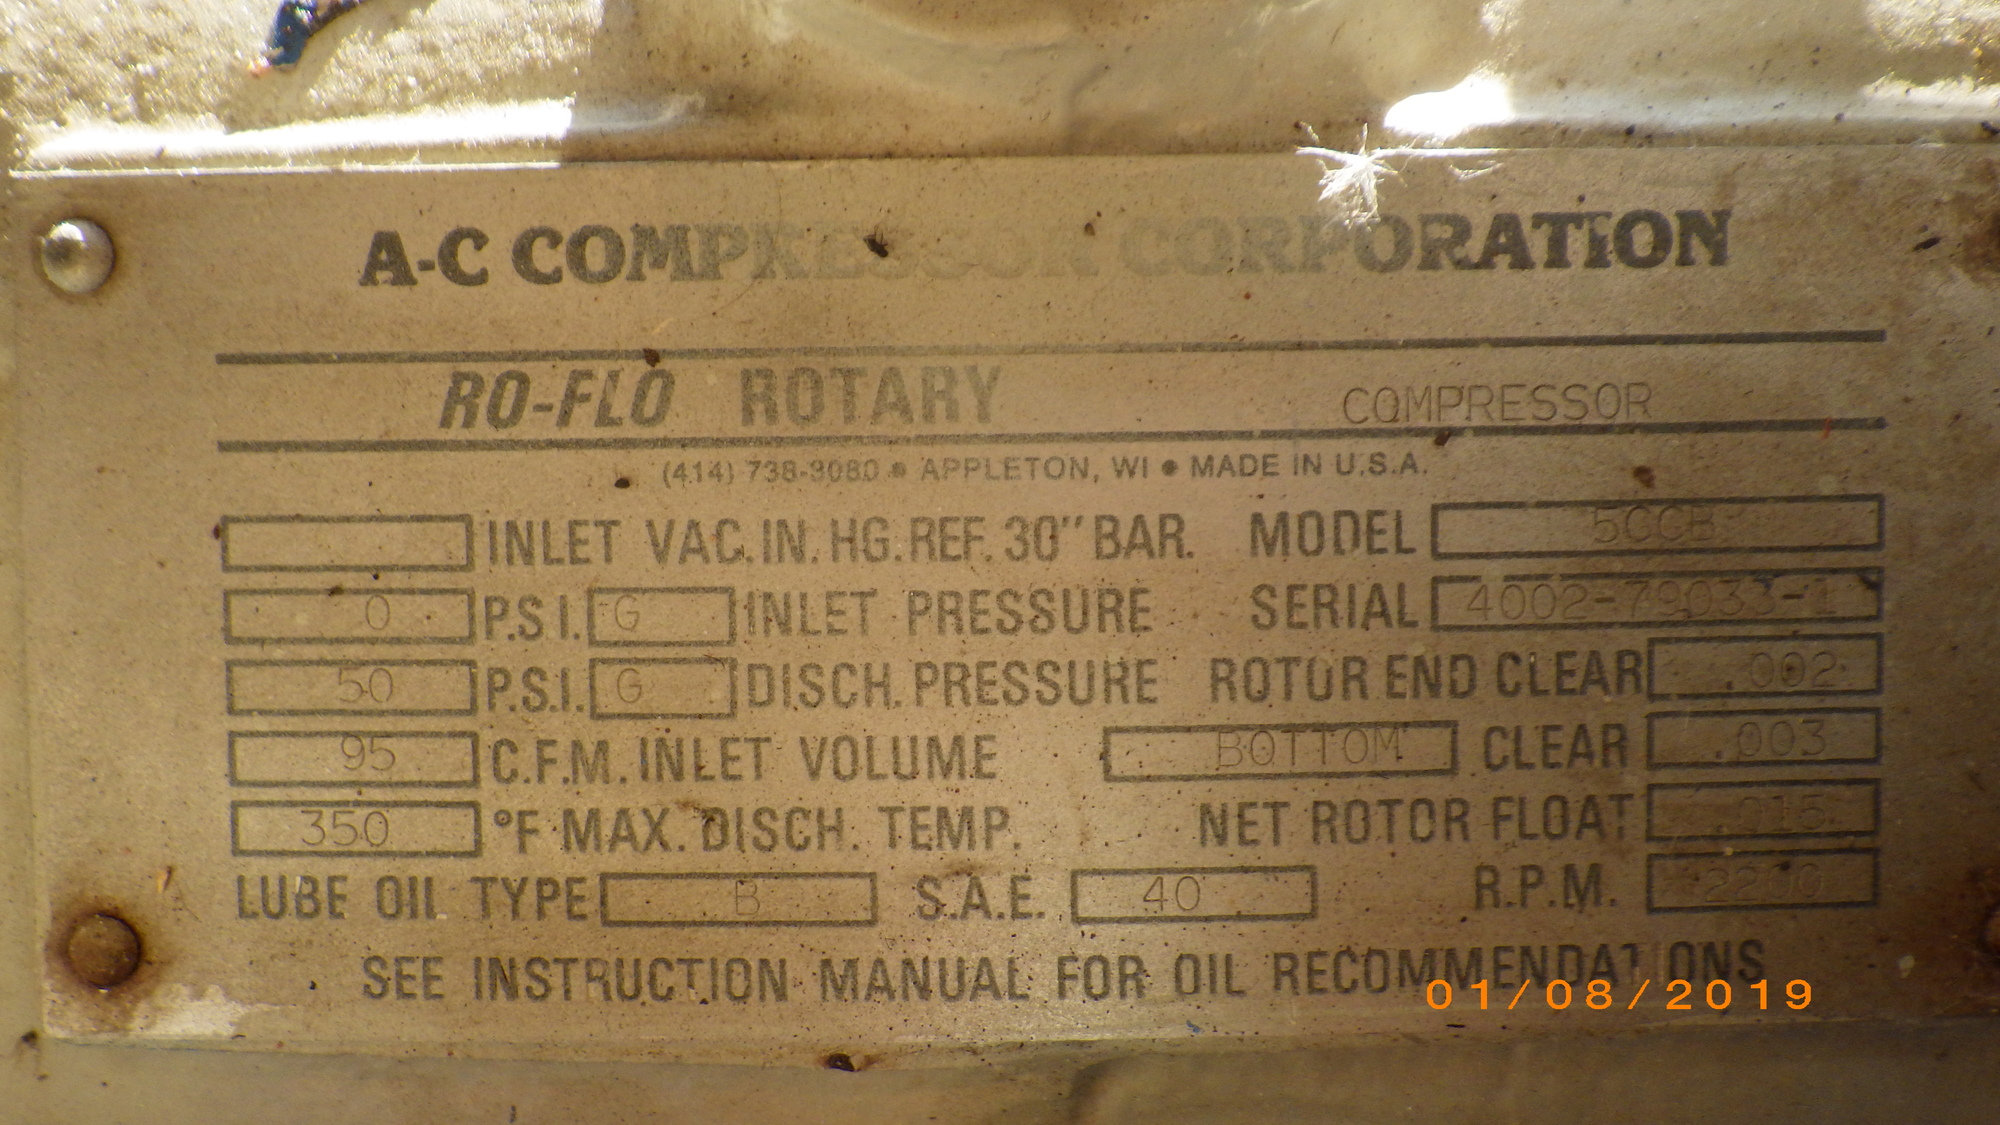 A-C COMPRESSOR CORPORATION
RO-FLO ROTARY COMPRESSOR
(414) 738-3080 • APPLETON, WI • MADE IN U.S.A.
INLET VAC. IN. HG. REF. 30" BAR. MODEL 5CCB
0 P.S.I. G INLET PRESSURE SERIAL 4002-79033-1
50 P.S.I. G DISCH. PRESSURE ROTOR END CLEAR .002
95 C.F.M. INLET VOLUME BOTTOM CLEAR .003
350 °F MAX. DISCH. TEMP. NET ROTOR FLOAT .015
LUBE OIL TYPE B S.A.E. 40 R.P.M. 2200
SEE INSTRUCTION MANUAL FOR OIL RECOMMENDATIONS
01/08/2019